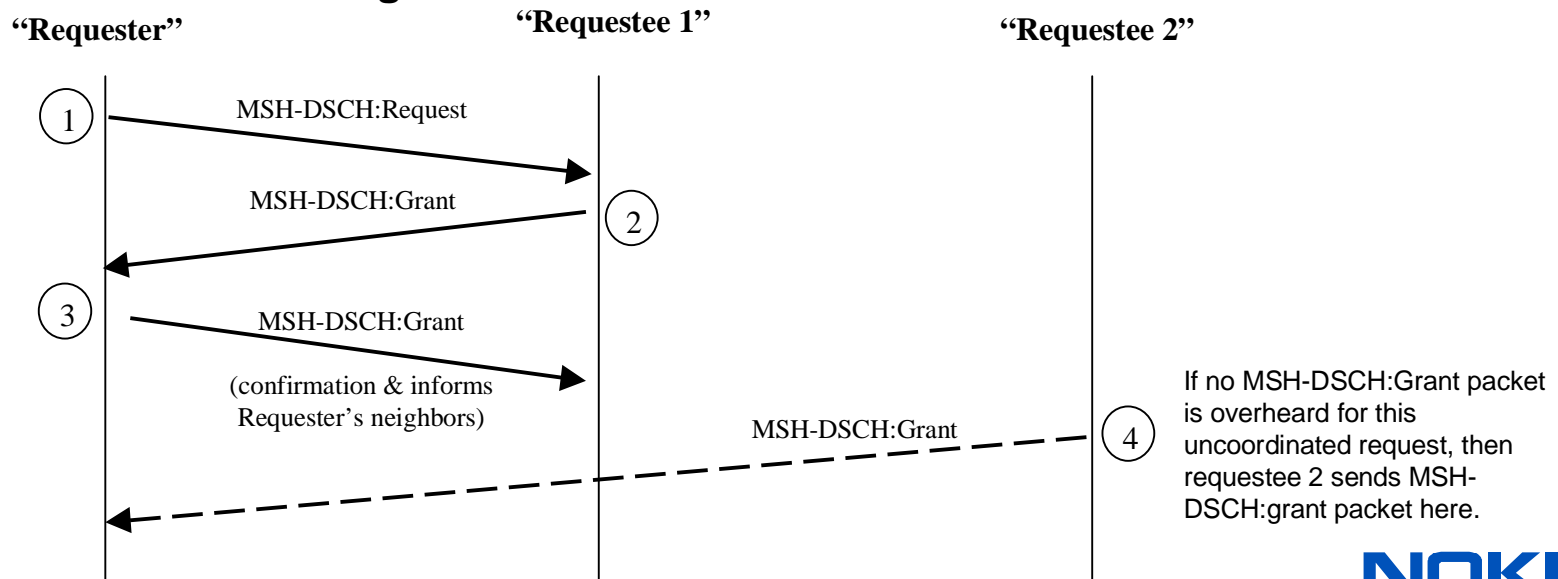 “Requester”
“Requestee 1”
“Requestee 2”
1
MSH-DSCH:Request
MSH-DSCH:Grant
2
3
MSH-DSCH:Grant
(confirmation & informs
Requester’s neighbors)
MSH-DSCH:Grant
4
If no MSH-DSCH:Grant packet
is overheard for this
uncoordinated request, then
requestee 2 sends MSH-
DSCH:grant packet here.